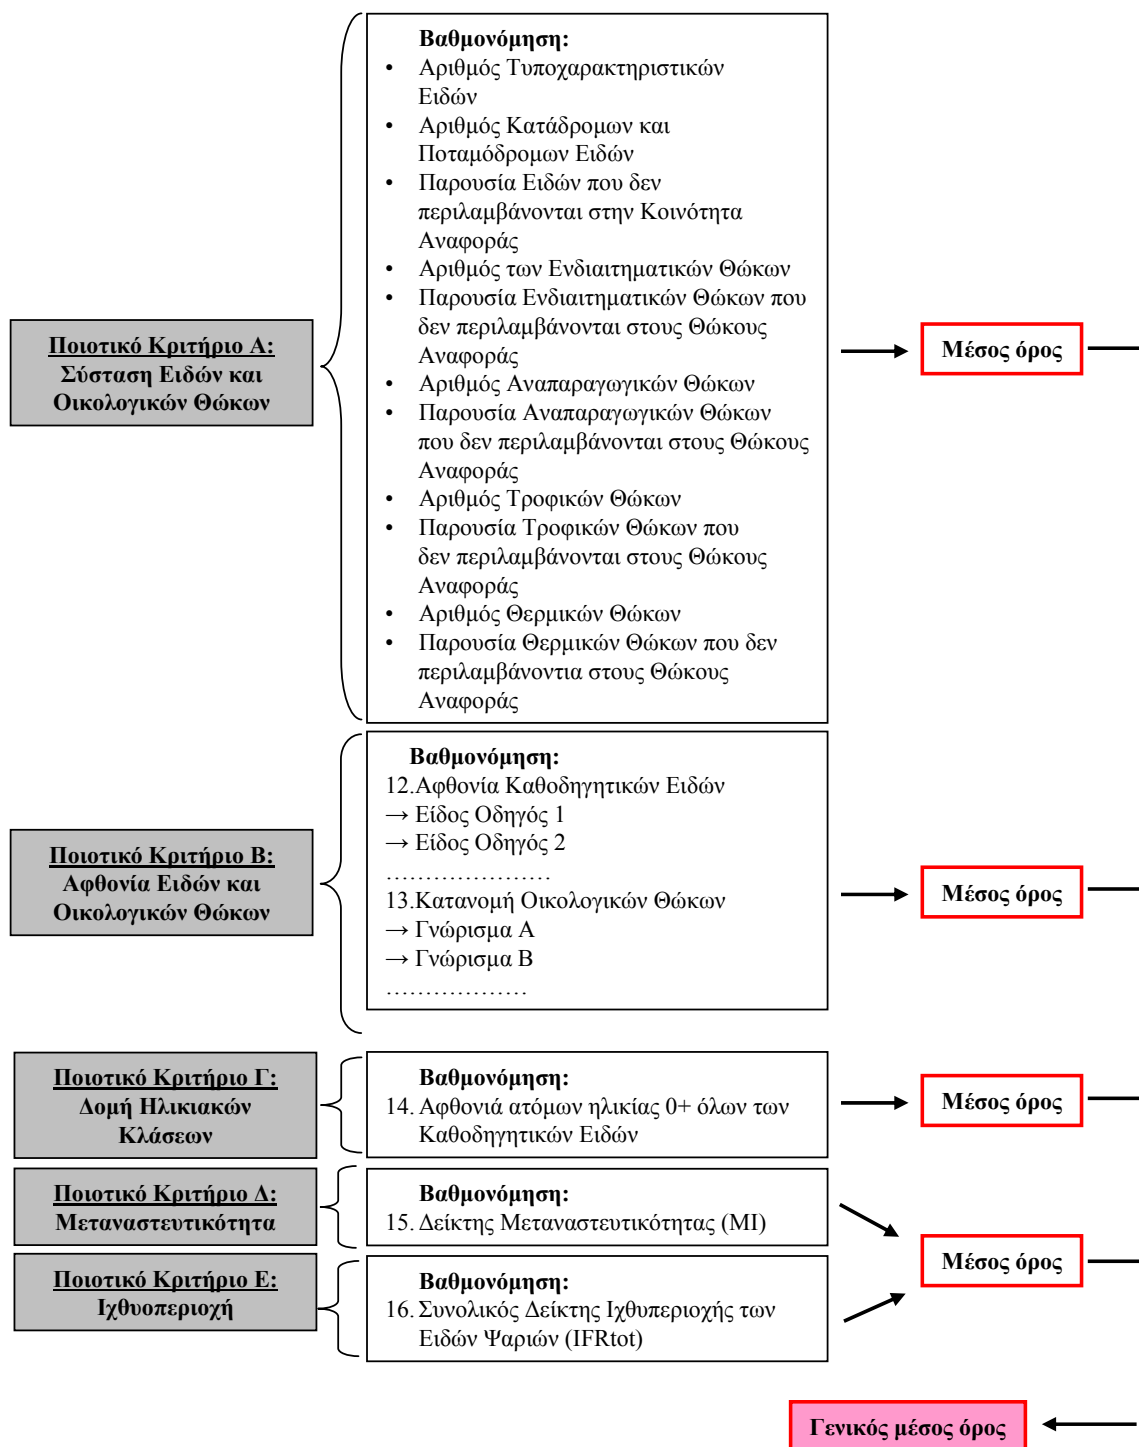 Ποιοτικό Κριτήριο Α:
Σύσταση Ειδών και
Οικολογικών Θώκων
Βαθμονόμηση:
• Αριθμός Τυποχαρακτηριστικών
Ειδών
• Αριθμός Κατάδρομων και
Ποταμόδρομων Ειδών
• Παρουσία Ειδών που δεν
περιλαμβάνονται στην Κοινότητα
Αναφοράς
• Αριθμός των Ενδιαιτηματικών Θώκων
• Παρουσία Ενδιαιτηματικών Θώκων που
δεν περιλαμβάνονται στους Θώκους
Αναφοράς
• Αριθμός Αναπαραγωγικών Θώκων
• Παρουσία Αναπαραγωγικών Θώκων
που δεν περιλαμβάνονται στους Θώκους
Αναφοράς
• Αριθμός Τροφικών Θώκων
• Παρουσία Τροφικών Θώκων που
δεν περιλαμβάνονται στους Θώκους
Αναφοράς
• Αριθμός Θερμικών Θώκων
• Παρουσία Θερμικών Θώκων που δεν
περιλαμβάνοντια στους Θώκους
Αναφοράς
Μέσος όρος
Ποιοτικό Κριτήριο Β:
Αφθονία Ειδών και
Οικολογικών Θώκων
Βαθμονόμηση:
12.Αφθονία Καθοδηγητικών Ειδών
→ Είδος Οδηγός 1
→ Είδος Οδηγός 2
…………………
13.Κατανομή Οικολογικών Θώκων
→ Γνώρισμα Α
→ Γνώρισμα Β
………………
Μέσος όρος
Ποιοτικό Κριτήριο Γ:
Δομή Ηλικιακών
Κλάσεων
Βαθμονόμηση:
14. Αφθονιά ατόμων ηλικίας 0+ όλων των
Καθοδηγητικών Ειδών
Μέσος όρος
Ποιοτικό Κριτήριο Δ:
Μεταναστευτικότητα
Βαθμονόμηση:
15. Δείκτης Μεταναστευτικότητας (MI)
Ποιοτικό Κριτήριο Ε:
Ιχθυοπεριοχή
Βαθμονόμηση:
16. Συνολικός Δείκτης Ιχθυπεριοχής των
Ειδών Ψαριών (IFRtot)
Μέσος όρος
Γενικός μέσος όρος